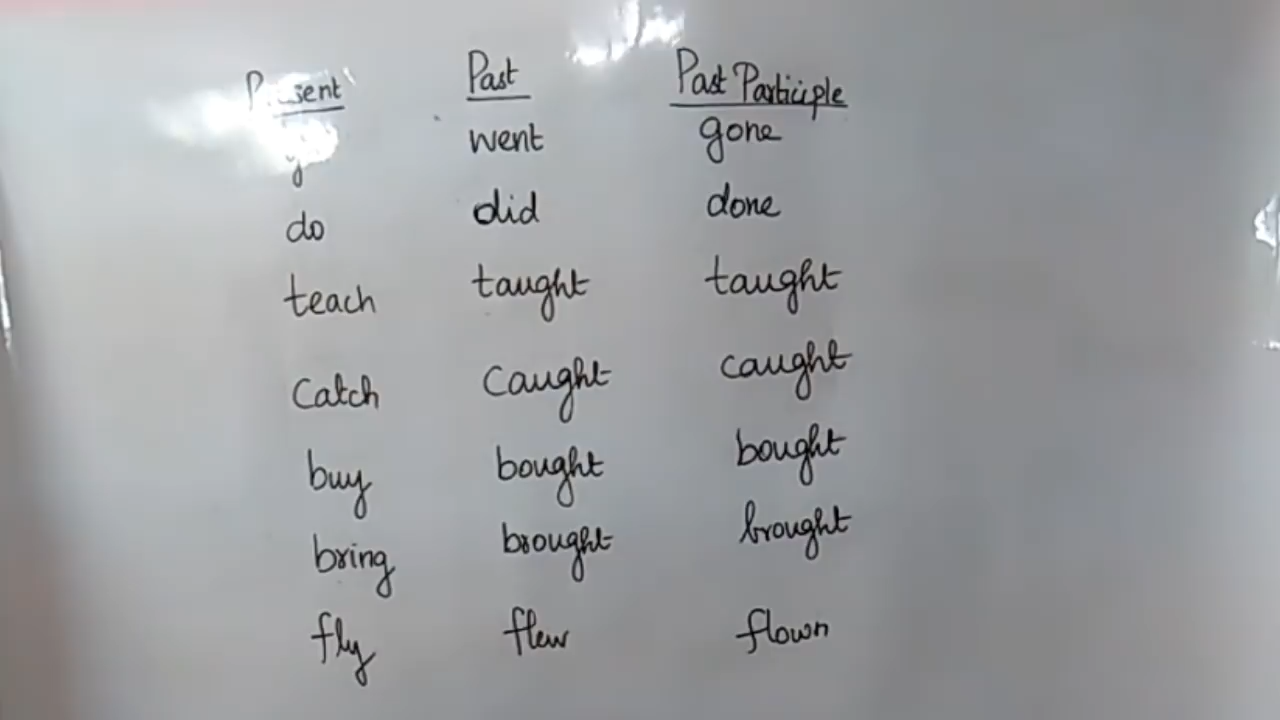 Present Past Past Participle
went gone
do did done
teach taught taught
Catch Caught caught
buy bought bought
bring brought brought
fly flew flown